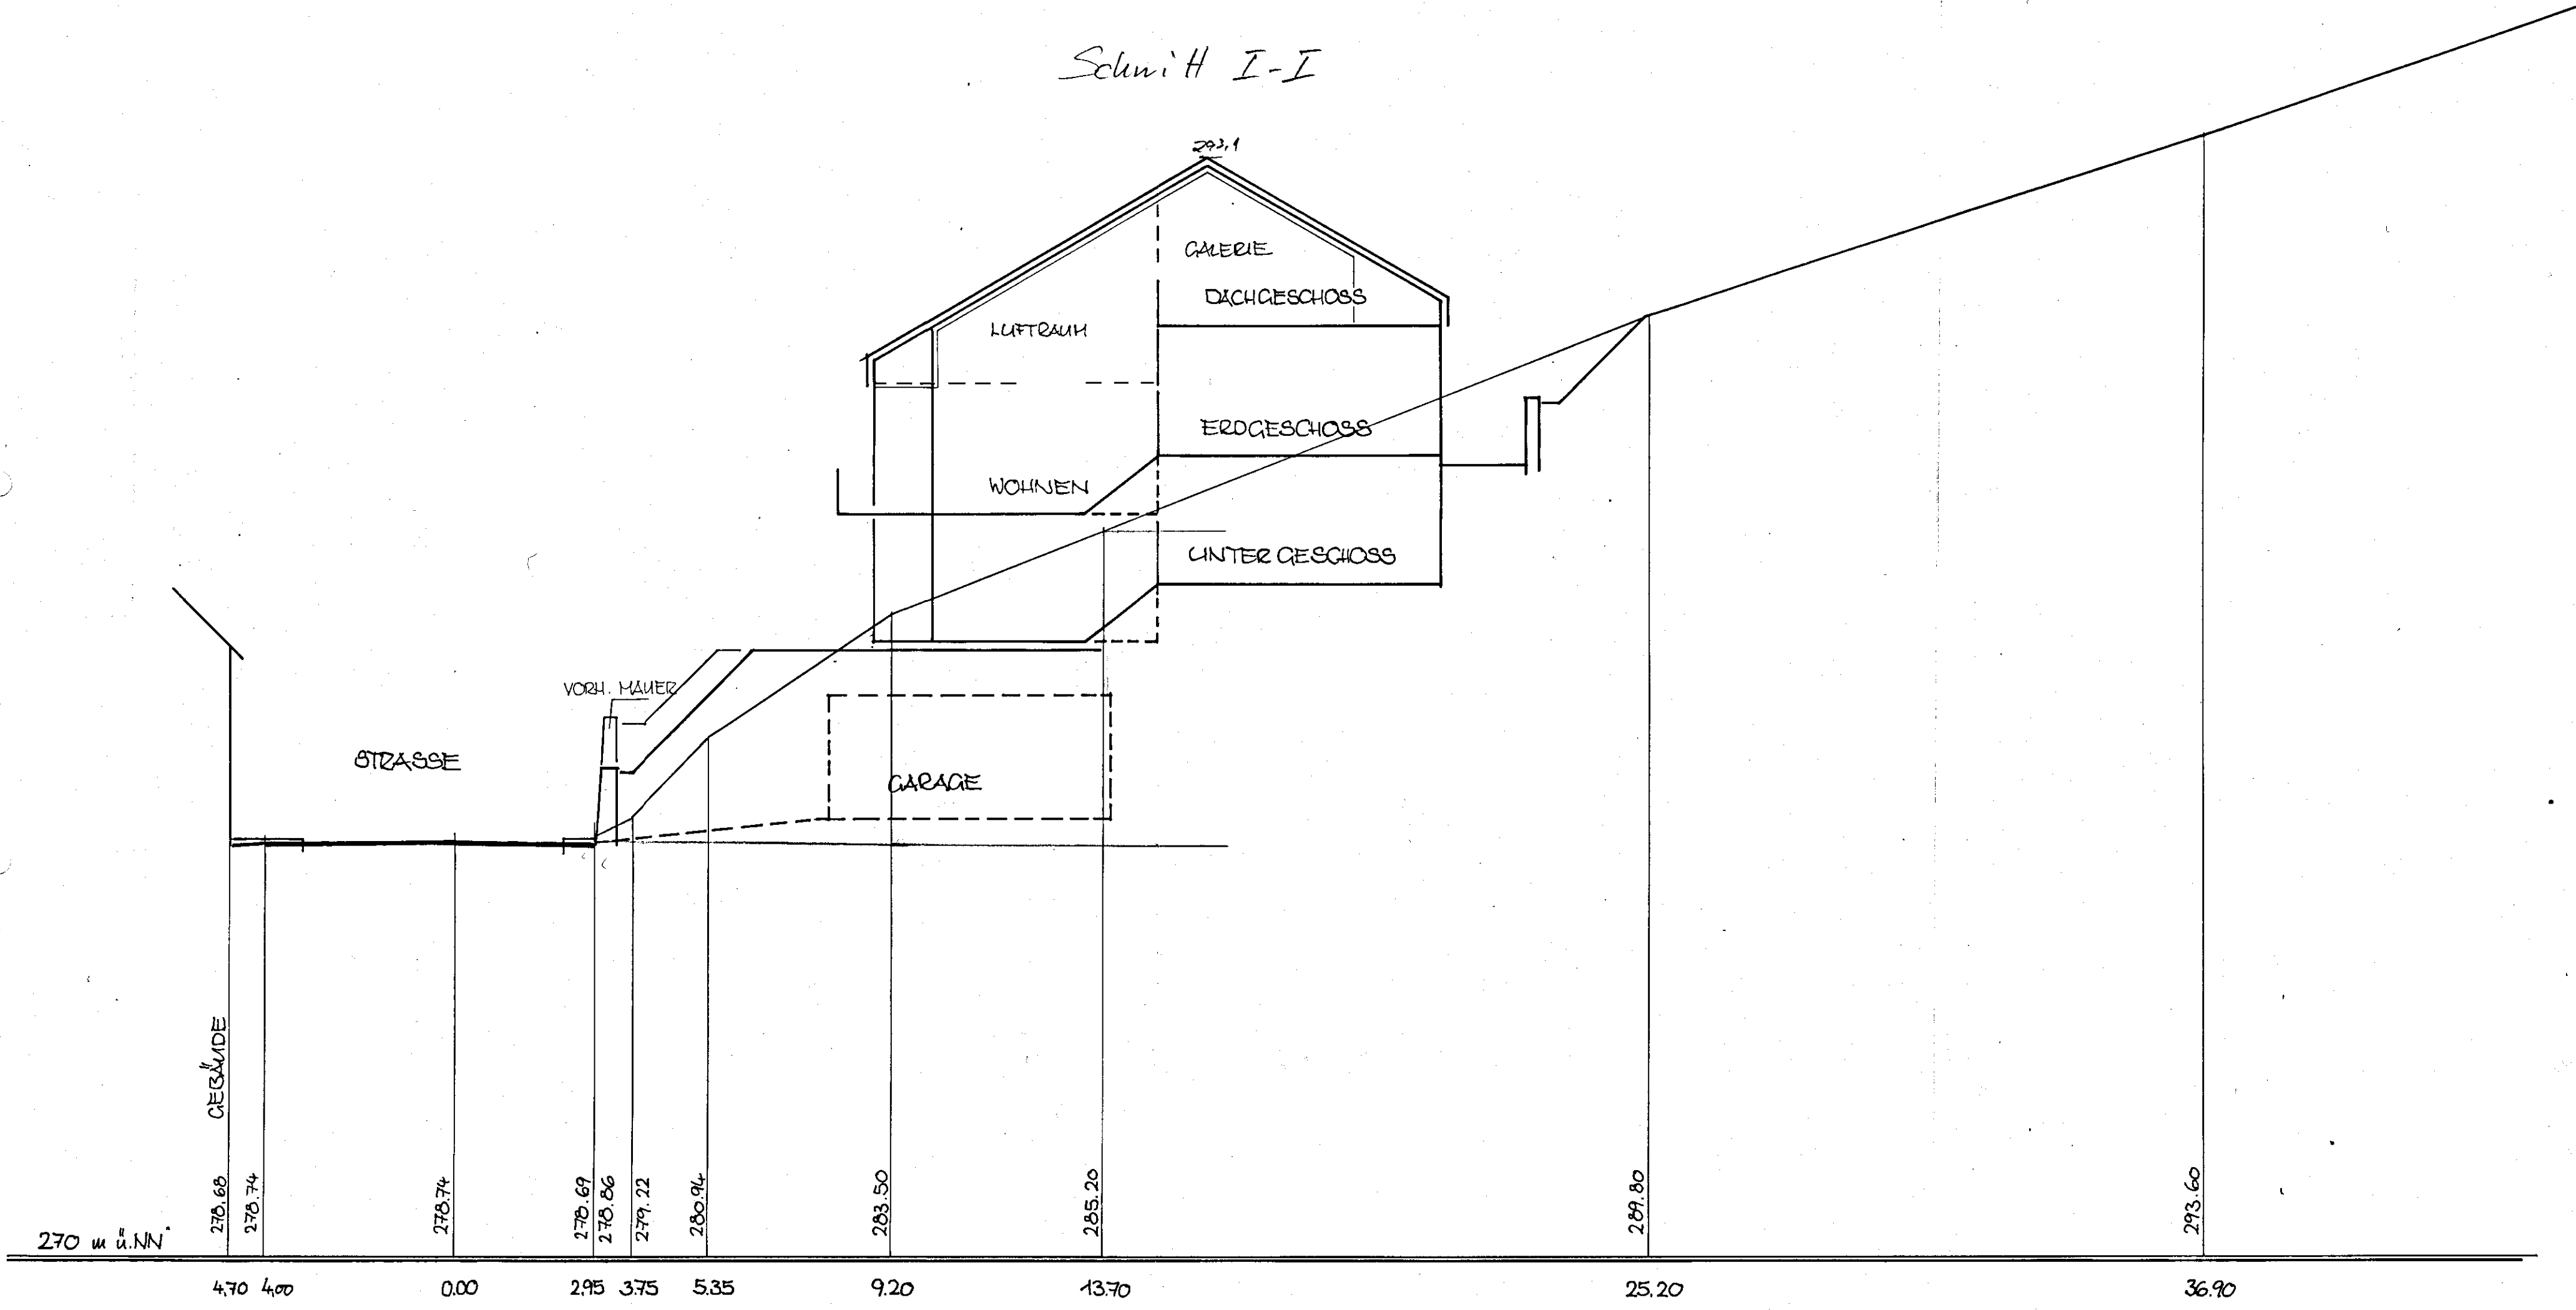 Schnitt I-I
293,1
GALERIE
DACHGESCHOSS
LUFTRAUM
ERDGESCHOSS
WOHNEN
UNTERGESCHOSS
VORH. MAUER
STRASSE
GARAGE
GEBÄUDE
278.68
278.74
278.74
278.69
278.86
279.22
280.94
283.50
285.20
289.80
293.60
270 m ü.NN
4,70 4,00 0.00 2,95 3.75 5.35 9.20 13.70 25.20 36.90